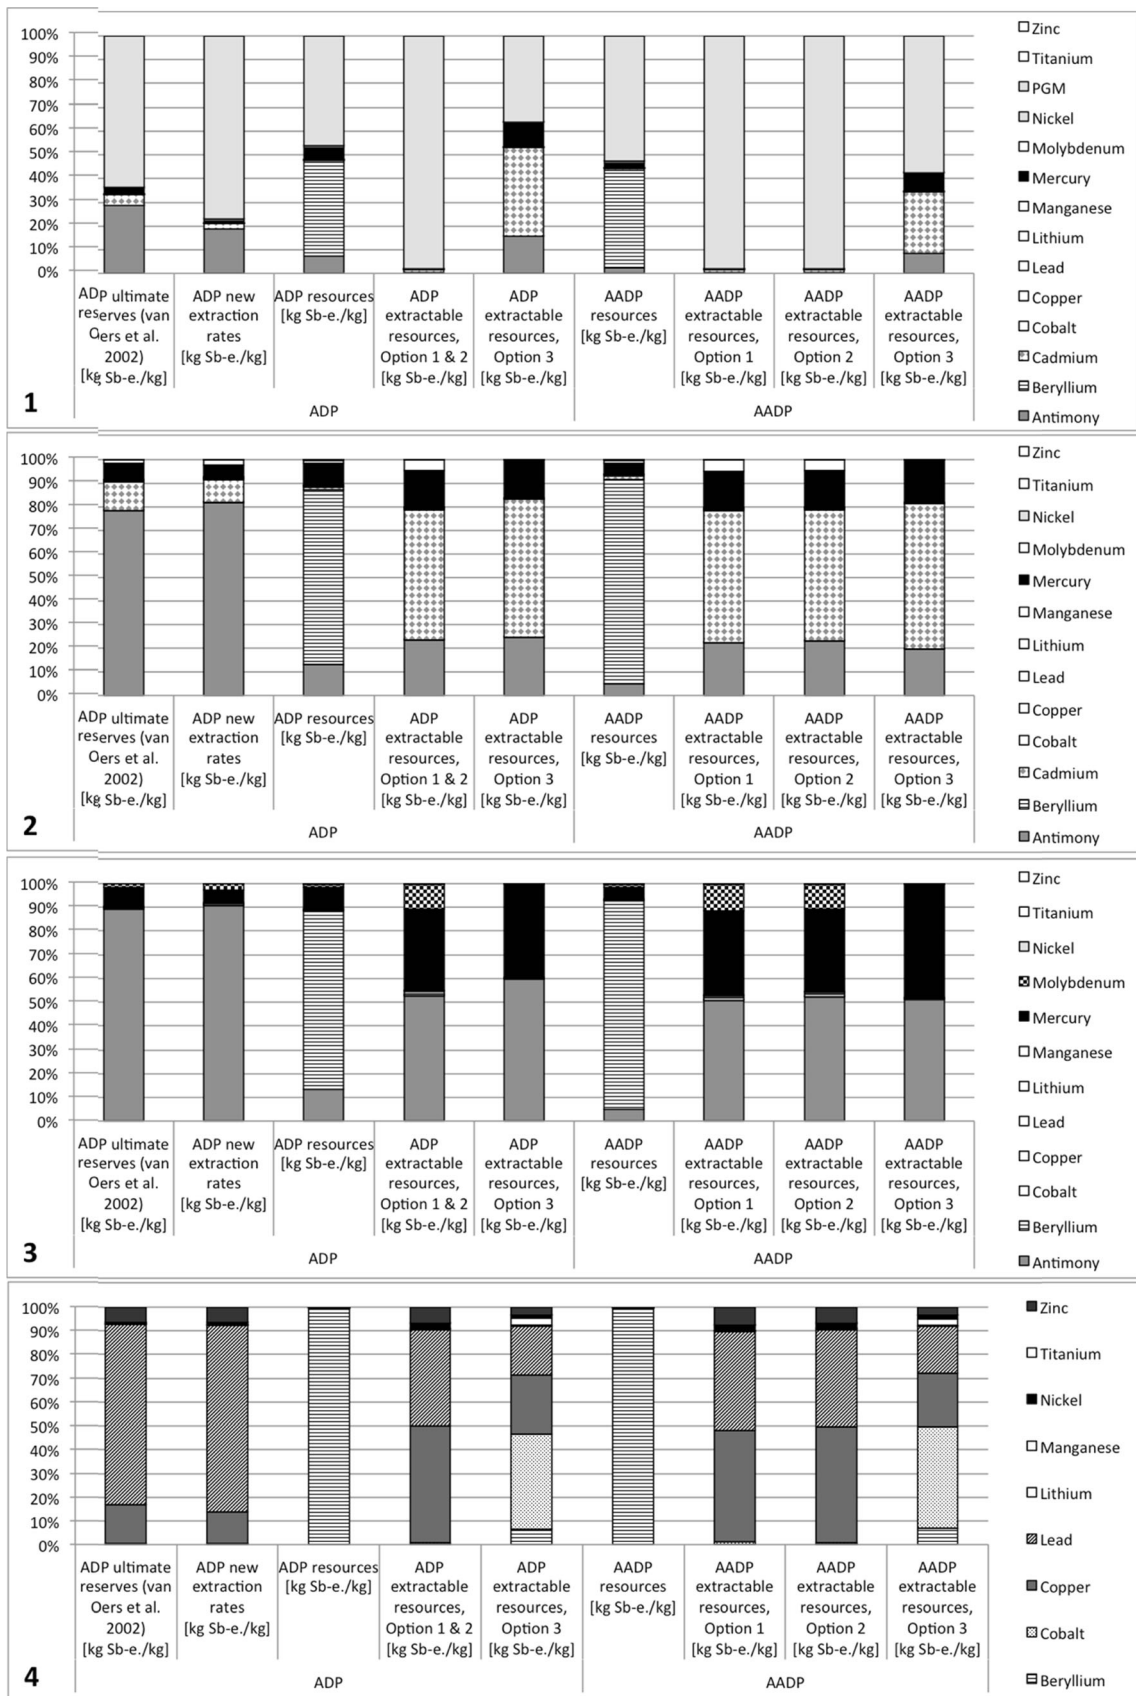 100%
90%
80%
70%
60%
50%
40%
30%
20%
10%
0%
ADP ultimate
reserves (van
Oers et al.
2002)
[kg Sb-e./kg]
ADP new
extraction
rates
[kg Sb-e./kg]
ADP resources
[kg Sb-e./kg]
ADP
extractable
resources,
Option 1 & 2
[kg Sb-e./kg]
ADP
extractable
resources,
Option 3
[kg Sb-e./kg]
AADP
resources
[kg Sb-e./kg]
AADP
extractable
resources,
Option 1
[kg Sb-e./kg]
AADP
extractable
resources,
Option 2
[kg Sb-e./kg]
AADP
extractable
resources,
Option 3
[kg Sb-e./kg]
ADP
AADP
1
Zinc
Titanium
PGM
Nickel
Molybdenum
Mercury
Manganese
Lithium
Lead
Copper
Cobalt
Cadmium
Beryllium
Antimony
100%
90%
80%
70%
60%
50%
40%
30%
20%
10%
0%
ADP ultimate
reserves (van
Oers et al.
2002)
[kg Sb-e./kg]
ADP new
extraction
rates
[kg Sb-e./kg]
ADP resources
[kg Sb-e./kg]
ADP
extractable
resources,
Option 1 & 2
[kg Sb-e./kg]
ADP
extractable
resources,
Option 3
[kg Sb-e./kg]
AADP
resources
[kg Sb-e./kg]
AADP
extractable
resources,
Option 1
[kg Sb-e./kg]
AADP
extractable
resources,
Option 2
[kg Sb-e./kg]
AADP
extractable
resources,
Option 3
[kg Sb-e./kg]
ADP
AADP
2
Zinc
Titanium
Nickel
Molybdenum
Mercury
Manganese
Lithium
Lead
Copper
Cobalt
Cadmium
Beryllium
Antimony
100%
90%
80%
70%
60%
50%
40%
30%
20%
10%
0%
ADP ultimate
reserves (van
Oers et al.
2002)
[kg Sb-e./kg]
ADP new
extraction
rates
[kg Sb-e./kg]
ADP resources
[kg Sb-e./kg]
ADP
extractable
resources,
Option 1 & 2
[kg Sb-e./kg]
ADP
extractable
resources,
Option 3
[kg Sb-e./kg]
AADP
resources
[kg Sb-e./kg]
AADP
extractable
resources,
Option 1
[kg Sb-e./kg]
AADP
extractable
resources,
Option 2
[kg Sb-e./kg]
AADP
extractable
resources,
Option 3
[kg Sb-e./kg]
ADP
AADP
3
Zinc
Titanium
Nickel
Molybdenum
Mercury
Manganese
Lithium
Lead
Copper
Cobalt
Beryllium
Antimony
100%
90%
80%
70%
60%
50%
40%
30%
20%
10%
0%
ADP ultimate
reserves (van
Oers et al.
2002)
[kg Sb-e./kg]
ADP new
extraction
rates
[kg Sb-e./kg]
ADP resources
[kg Sb-e./kg]
ADP
extractable
resources,
Option 1 & 2
[kg Sb-e./kg]
ADP
extractable
resources,
Option 3
[kg Sb-e./kg]
AADP
resources
[kg Sb-e./kg]
AADP
extractable
resources,
Option 1
[kg Sb-e./kg]
AADP
extractable
resources,
Option 2
[kg Sb-e./kg]
AADP
extractable
resources,
Option 3
[kg Sb-e./kg]
ADP
AADP
4
Zinc
Titanium
Nickel
Manganese
Lithium
Lead
Copper
Cobalt
Beryllium